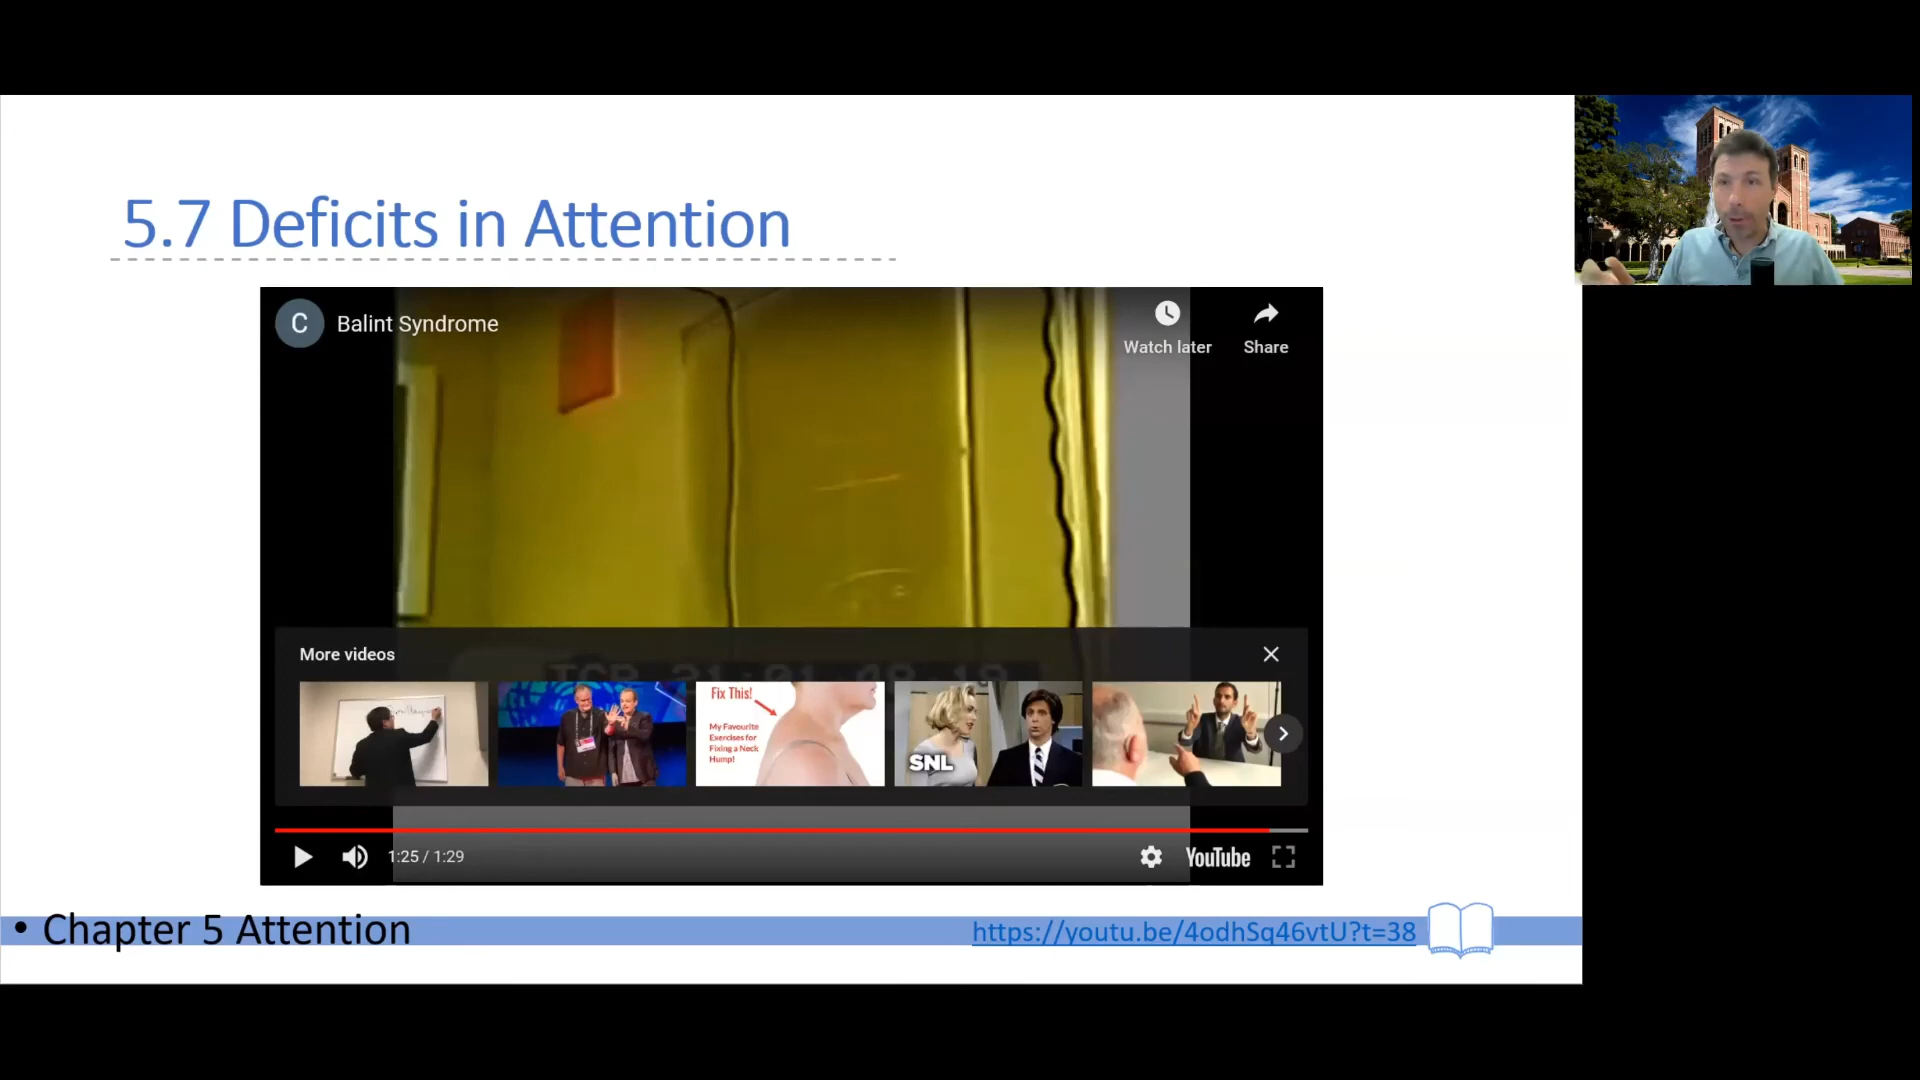 5.7 Deficits in Attention
C
Balint Syndrome
Watch later
Share
More videos
Fix This!
My Favourite
Exercises for
Fixing a Neck
Hump!
SNL
1:25 / 1:29
YouTube
• Chapter 5 Attention
https://youtu.be/4odhSq46vtU?t=38